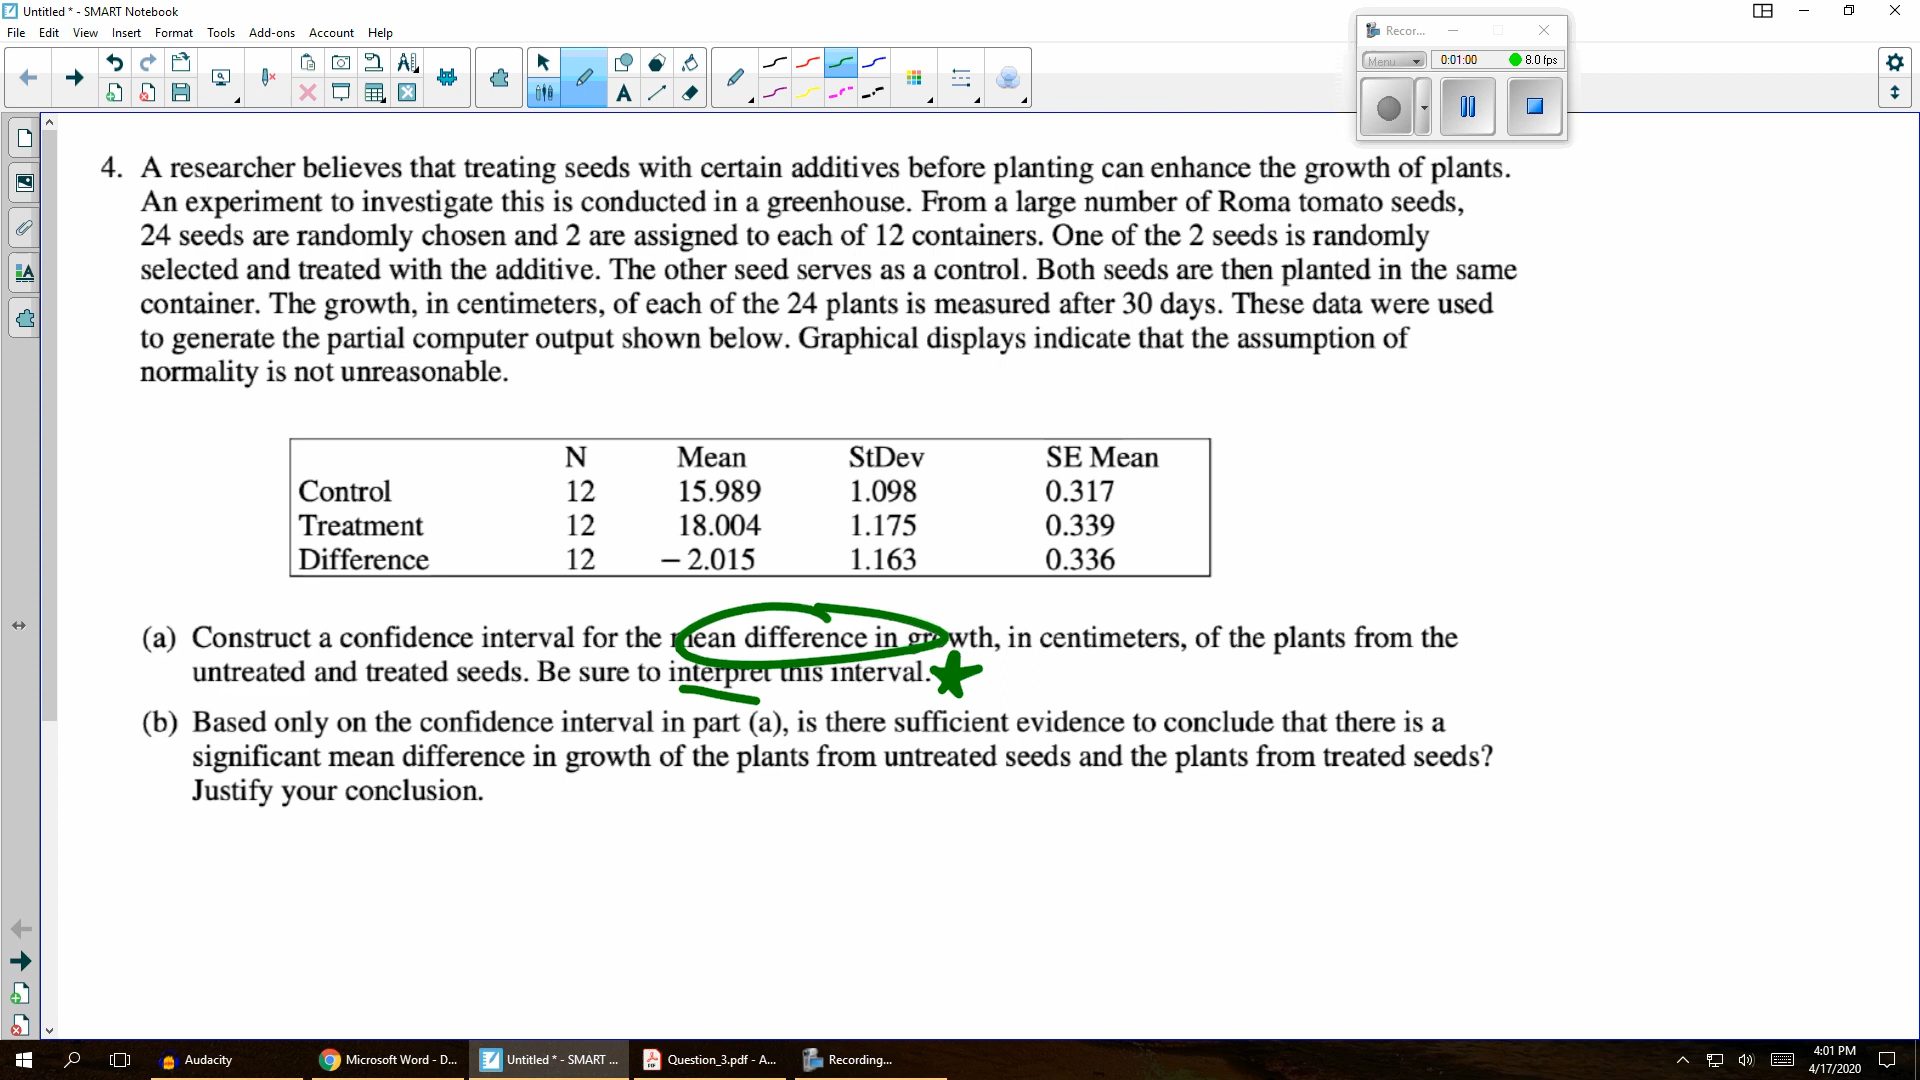 Untitled * - SMART Notebook
File Edit View Insert Format Tools Add-ons Account Help
Recor...
Menu 0:01:00 8.0 fps
4. A researcher believes that treating seeds with certain additives before planting can enhance the growth of plants.
An experiment to investigate this is conducted in a greenhouse. From a large number of Roma tomato seeds,
24 seeds are randomly chosen and 2 are assigned to each of 12 containers. One of the 2 seeds is randomly
selected and treated with the additive. The other seed serves as a control. Both seeds are then planted in the same
container. The growth, in centimeters, of each of the 24 plants is measured after 30 days. These data were used
to generate the partial computer output shown below. Graphical displays indicate that the assumption of
normality is not unreasonable.
N Mean StDev SE Mean
Control 12 15.989 1.098 0.317
Treatment 12 18.004 1.175 0.339
Difference 12 – 2.015 1.163 0.336
(a) Construct a confidence interval for the mean difference in growth, in centimeters, of the plants from the
untreated and treated seeds. Be sure to interpret this interval.
(b) Based only on the confidence interval in part (a), is there sufficient evidence to conclude that there is a
significant mean difference in growth of the plants from untreated seeds and the plants from treated seeds?
Justify your conclusion.
Audacity Microsoft Word - D... Untitled * - SMART ... Question_3.pdf - A... Recording...
4:01 PM
4/17/2020